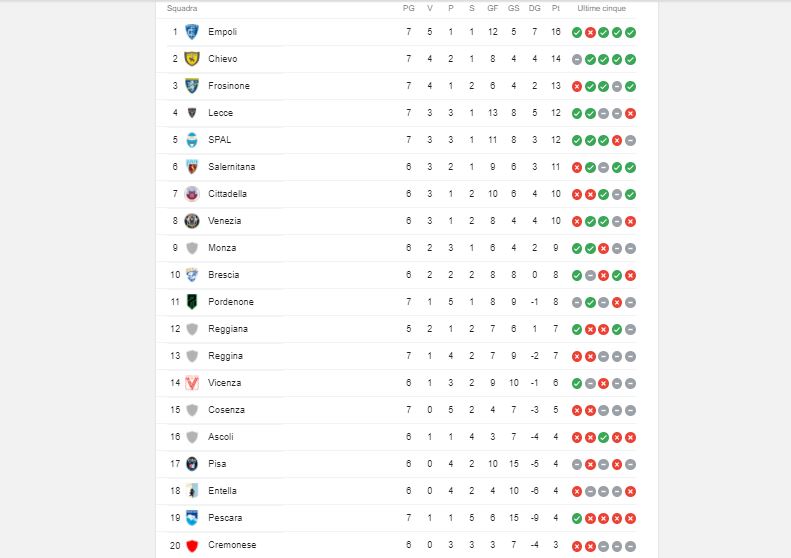 Squadra PG V P S GF GS DG Pt Ultime cinque
1 Empoli 7 5 1 1 12 5 7 16
2 Chievo 7 4 2 1 8 4 4 14
3 Frosinone 7 4 1 2 6 4 2 13
4 Lecce 7 3 3 1 13 8 5 12
5 SPAL 7 3 3 1 11 8 3 12
6 Salernitana 6 3 2 1 9 6 3 11
7 Cittadella 6 3 1 2 10 6 4 10
8 Venezia 6 3 1 2 8 4 4 10
9 Monza 6 2 3 1 6 4 2 9
10 Brescia 6 2 2 2 8 8 0 8
11 Pordenone 7 1 5 1 8 9 -1 8
12 Reggiana 5 2 1 2 7 6 1 7
13 Reggina 7 1 4 2 7 9 -2 7
14 Vicenza 6 1 3 2 9 10 -1 6
15 Cosenza 7 0 5 2 4 7 -3 5
16 Ascoli 6 1 1 4 3 7 -4 4
17 Pisa 6 0 4 2 10 15 -5 4
18 Entella 6 0 4 2 4 10 -6 4
19 Pescara 7 1 1 5 6 15 -9 4
20 Cremonese 6 0 3 3 3 7 -4 3